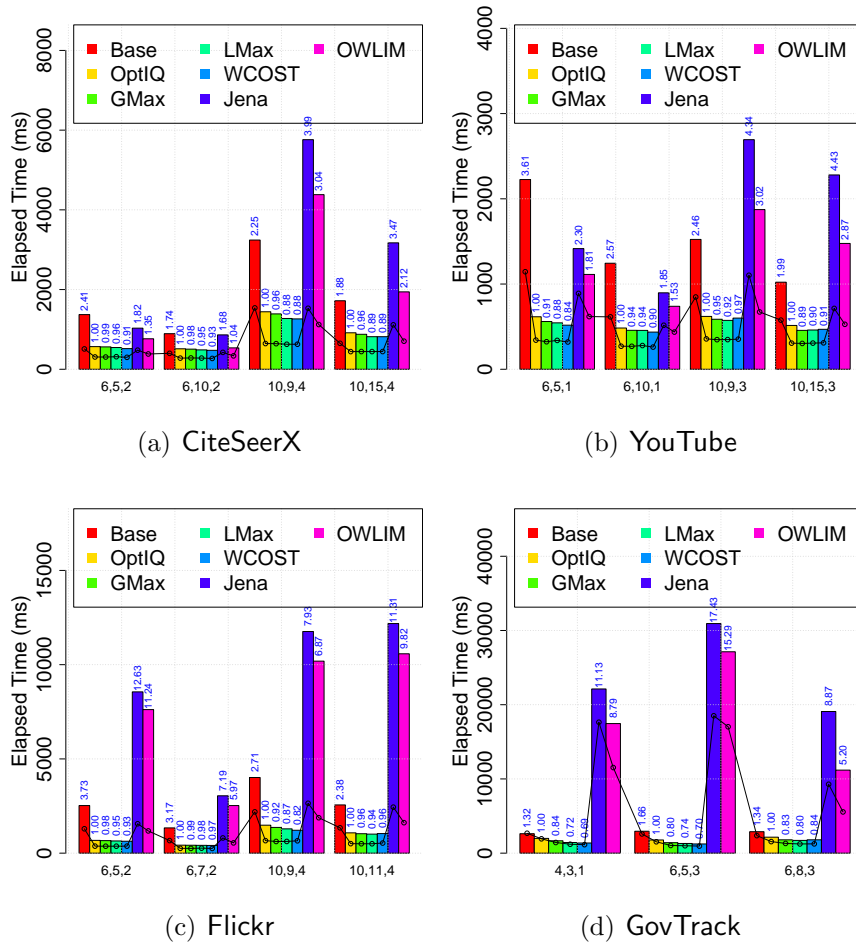 Base LMax OWLIM
OptIQ WCOST
GMax Jena
Elapsed Time (ms)
0 2000 4000 6000 8000
2.41 1.00 0.99 0.96 0.91 1.82 1.35
1.74 1.00 0.98 0.95 0.93 1.68 1.04
2.25 1.00 0.96 0.88 0.88 3.99 3.04
1.88 1.00 0.96 0.89 0.89 3.47 2.12
6,5,2 6,10,2 10,9,4 10,15,4
(a) CiteSeerX
Base LMax OWLIM
OptIQ WCOST
GMax Jena
Elapsed Time (ms)
0 1000 2000 3000 4000
3.61 1.00 0.91 0.88 0.84 2.30 1.81
2.57 1.00 0.94 0.94 0.90 1.85 1.53
2.46 1.00 0.95 0.92 0.97 4.34 3.02
1.99 1.00 0.89 0.90 0.91 4.43 2.87
6,5,1 6,10,1 10,9,3 10,15,3
(b) YouTube
Base LMax OWLIM
OptIQ WCOST
GMax Jena
Elapsed Time (ms)
0 5000 10000 15000
3.73 1.00 0.98 0.95 0.93 12.63 11.24
3.17 1.00 0.99 0.98 0.97 7.19 5.97
2.71 1.00 0.92 0.87 0.82 7.93 6.87
2.38 1.00 0.96 0.94 0.96 11.31 9.82
6,5,2 6,7,2 10,9,4 10,11,4
(c) Flickr
Base LMax OWLIM
OptIQ WCOST
GMax Jena
Elapsed Time (ms)
0 10000 20000 30000 40000
1.32 1.00 0.84 0.72 0.69 11.13 8.79
1.66 1.00 0.80 0.74 0.70 17.43 15.29
1.34 1.00 0.83 0.80 0.84 8.87 5.20
4,3,1 6,5,3 6,8,3
(d) GovTrack